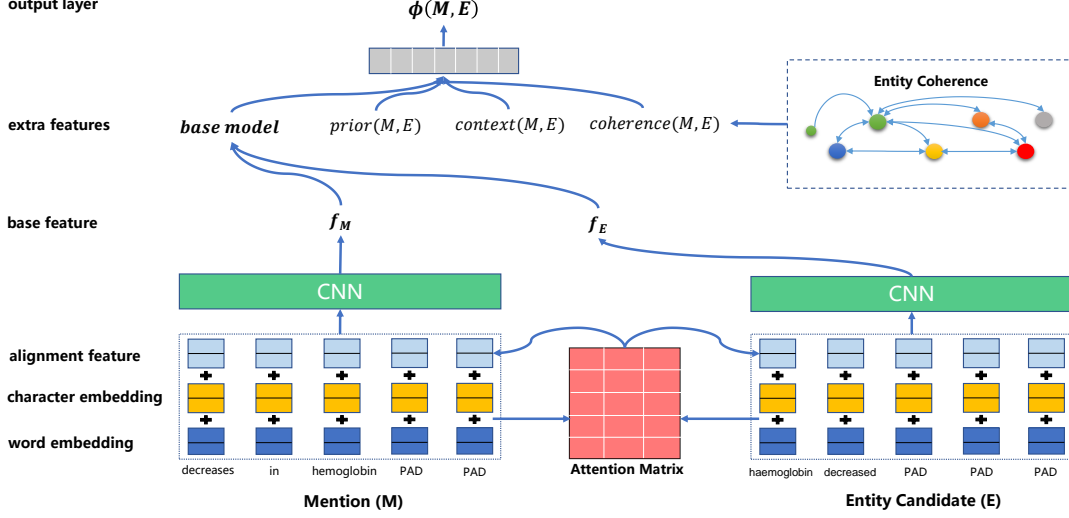 output layer
ϕ(M, E)
Entity Coherence
extra features
base model
prior(M, E)
context(M, E)
coherence(M, E)
base feature
f_M
f_E
CNN
CNN
alignment feature
character embedding
word embedding
decreases in hemoglobin PAD PAD
Attention Matrix
haemoglobin decreased PAD PAD PAD
Mention (M)
Entity Candidate (E)